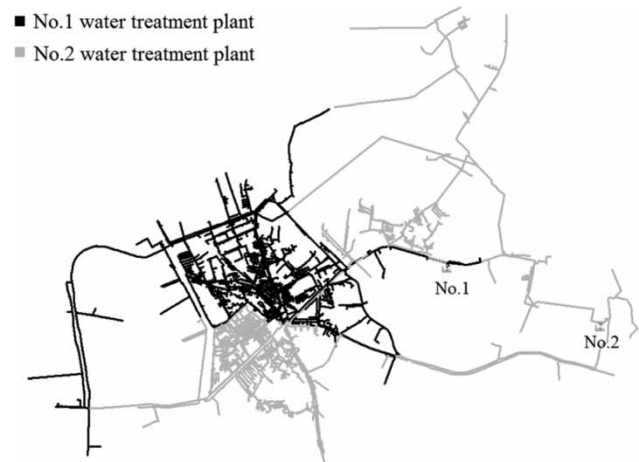 No.1 water treatment plant
No.2 water treatment plant
No.1
No.2